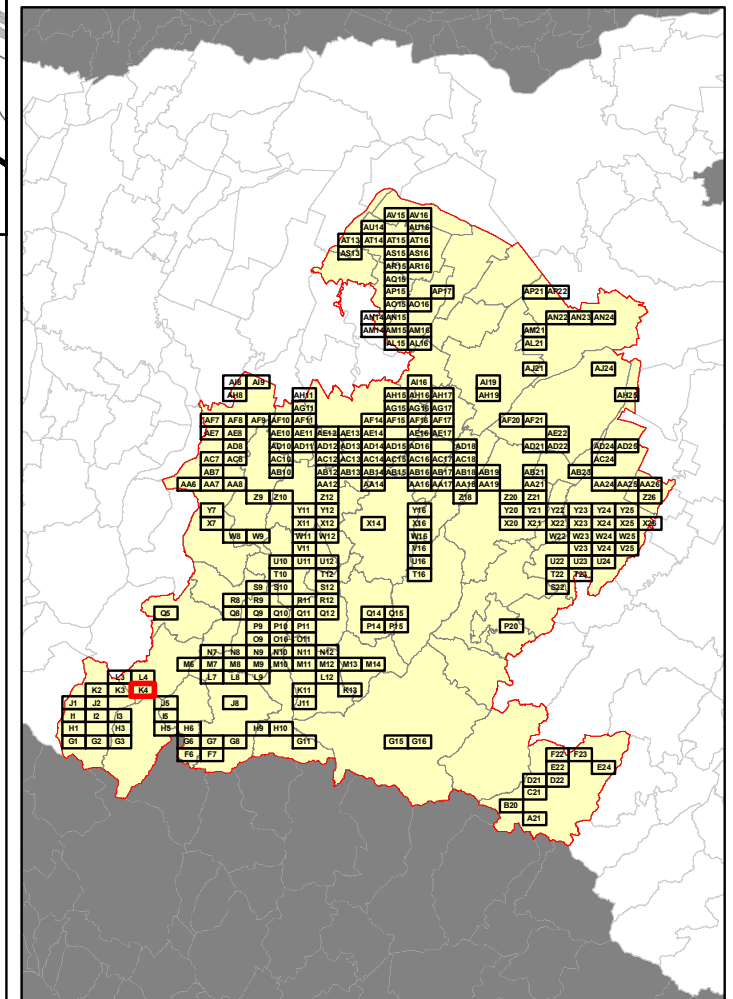 AV15 AV16
AU14 AU16
AT13 AT14 AT15 AT16
AS13 AS15 AS16
AR15 AR16
AQ15
AP15 AP17 AP21 AP22
AO15 AO16
AN14 AN15 AN22 AN23 AN24
AM14 AM15 AM16 AM21
AL15 AL16 AL21
AJ21 AJ24
AI8 AI9 AI16 AI19
AH8 AH11 AH15 AH16 AH17 AH19 AH25
AG11 AG15 AG16 AG17
AF7 AF8 AF9 AF10 AF11 AF14 AF15 AF16 AF17 AF20 AF21
AE7 AE8 AE10 AE11 AE12 AE13 AE14 AE16 AE17 AE22
AD8 AD10 AD11 AD12 AD13 AD14 AD15 AD16 AD18 AD21 AD22 AD24 AD25
AC7 AC8 AC10 AC12 AC13 AC14 AC15 AC16 AC17 AC18 AC24
AB7 AB10 AB12 AB13 AB14 AB15 AB16 AB17 AB18 AB19 AB21 AB23
AA6 AA7 AA8 AA12 AA14 AA16 AA17 AA18 AA19 AA21 AA24 AA25 AA26
Z9 Z10 Z12 Z18 Z20 Z21 Z26
Y7 Y11 Y12 Y16 Y20 Y21 Y22 Y23 Y24 Y25
X7 X11 X12 X14 X16 X20 X21 X22 X23 X24 X25 X26
W8 W9 W11 W12 W16 W22 W23 W24 W25
V11 V16 V23 V24 V25
U10 U11 U12 U16 U22 U23 U24
T10 T12 T16 T22 T23
S9 S10 S12 S22
R8 R9 R11 R12
Q5 Q8 Q9 Q10 Q11 Q12 Q14 Q15
P9 P10 P11 P14 P15 P20
O9 O10 O11
N7 N8 N9 N10 N11 N12
M6 M7 M8 M9 M10 M11 M12 M13 M14
L3 L4 L7 L8 L9 L12
K2 K3 K4 K11 K13
J1 J2 J5 J8 J11
I1 I2 I3 I5
H1 H3 H5 H6 H9 H10
G1 G2 G3 G6 G7 G8 G11 G15 G16
F6 F7 F22 F23
E22 E24
D21 D22
C21
B20
A21